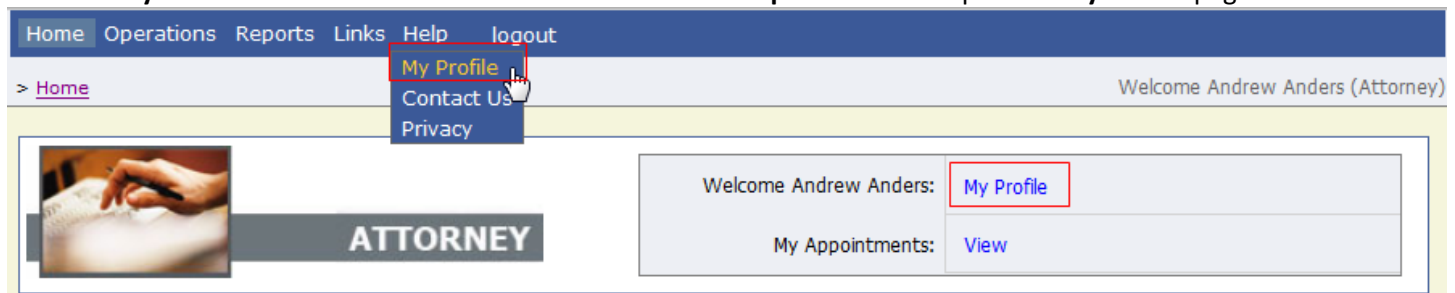 Home Operations Reports Links Help logout
My Profile
> Home
Contact Us
Welcome Andrew Anders (Attorney)
Privacy
ATTORNEY
Welcome Andrew Anders: My Profile
My Appointments: View